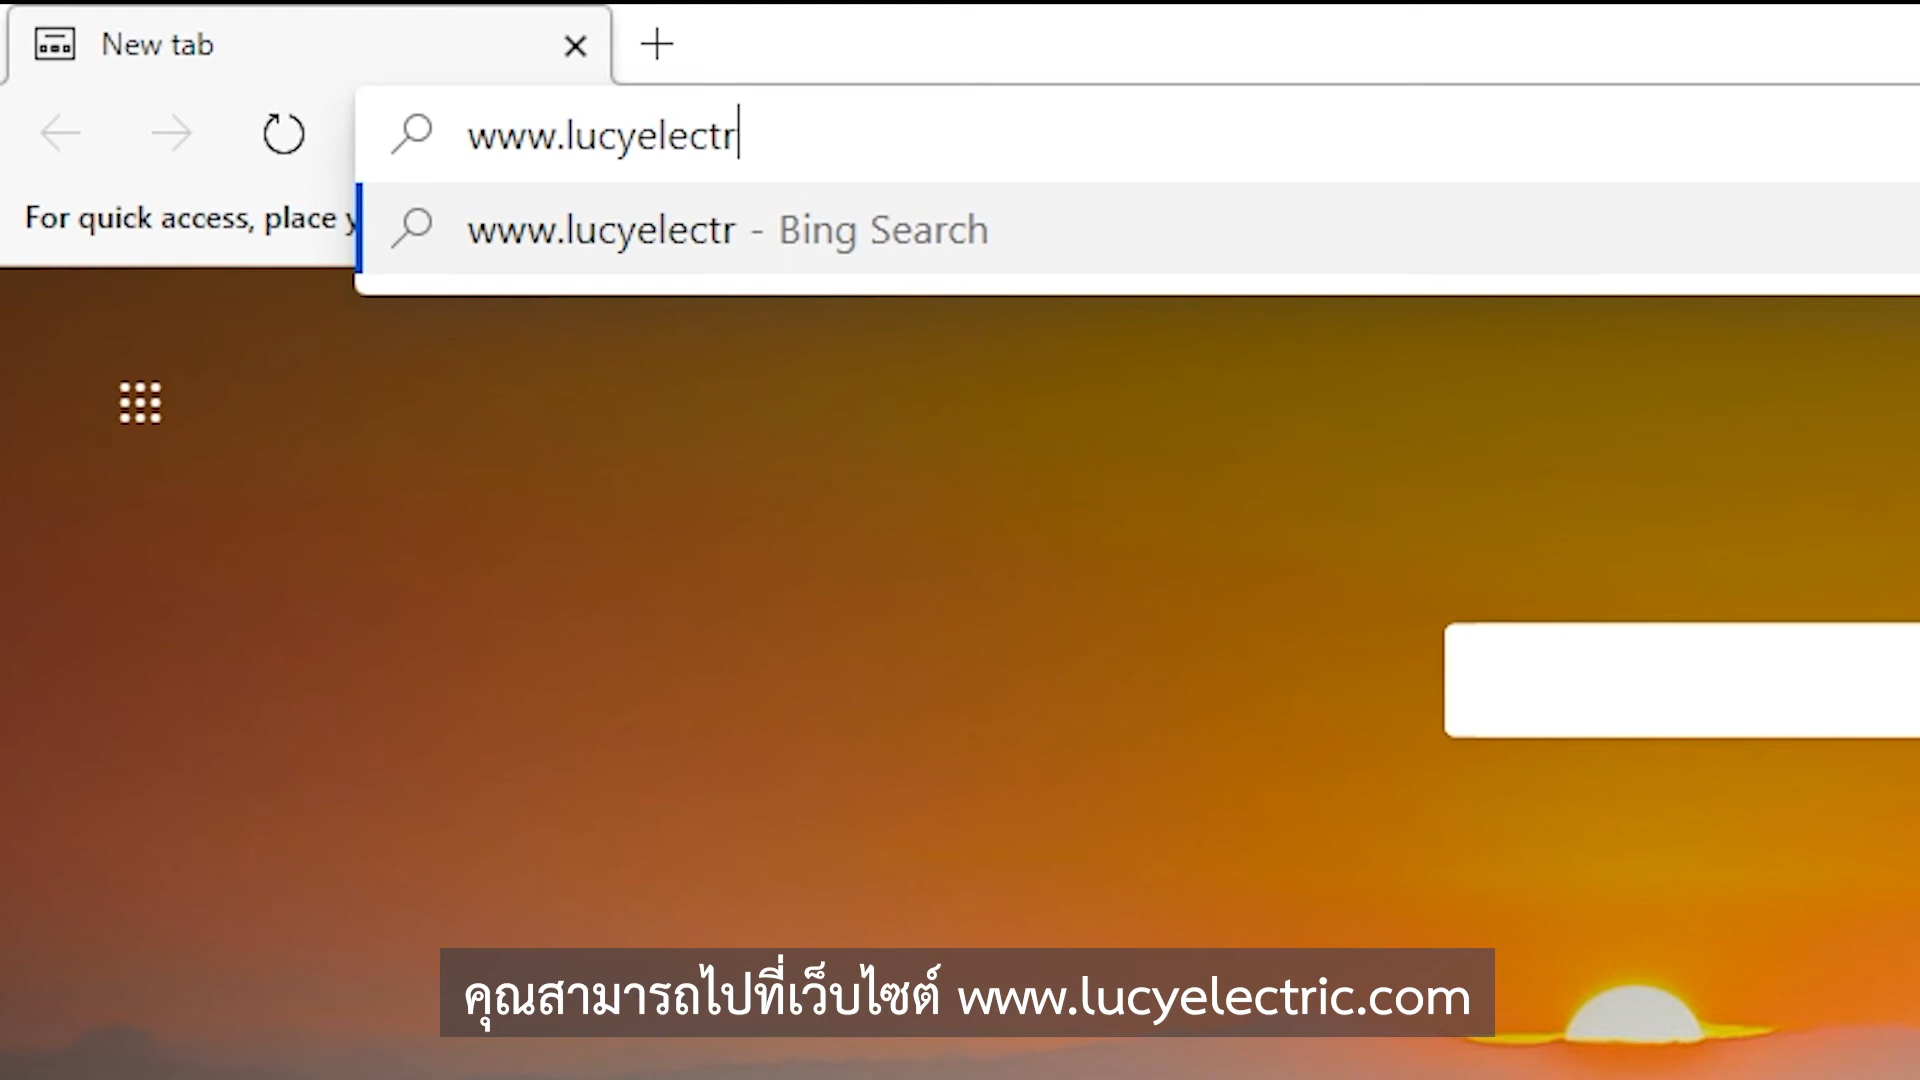 New tab
www.lucyelectr
www.lucyelectr - Bing Search
For quick access, place y
คุณสามารถไปที่เว็บไซต์ www.lucyelectric.com